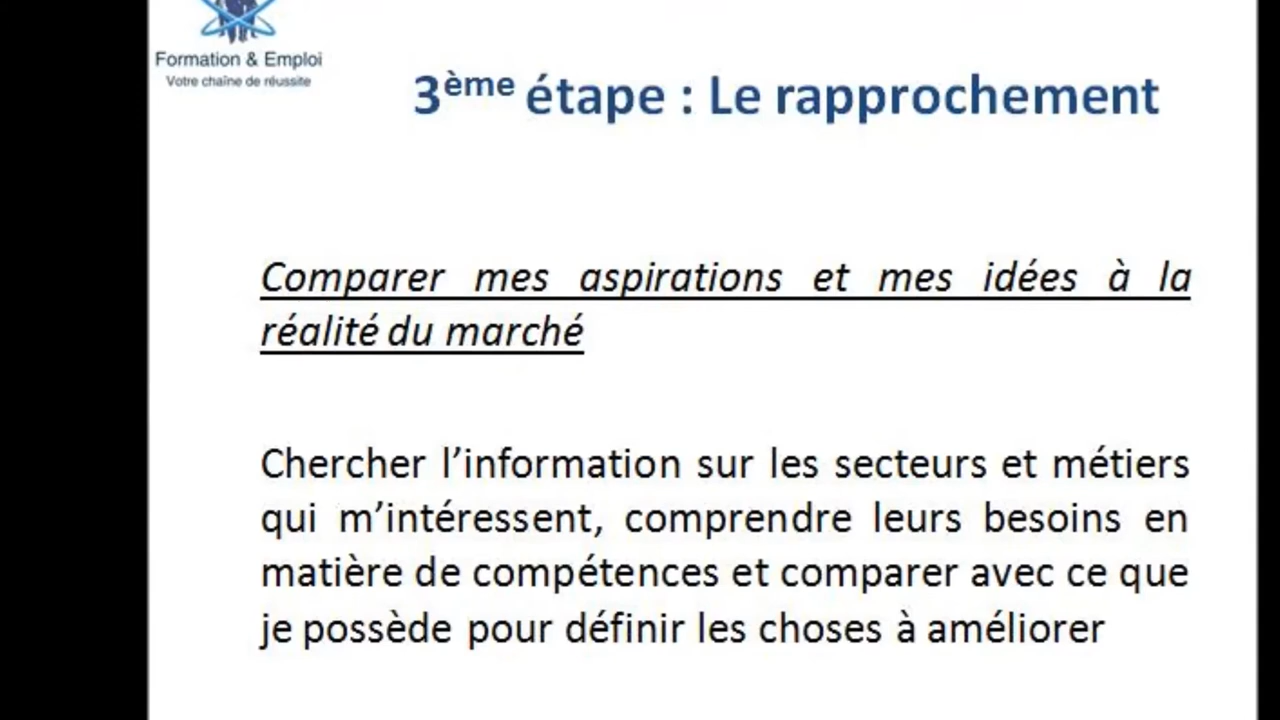 Formation & Emploi
Votre chaîne de réussite
3ème étape : Le rapprochement
Comparer mes aspirations et mes idées à la
réalité du marché
Chercher l’information sur les secteurs et métiers
qui m’intéressent, comprendre leurs besoins en
matière de compétences et comparer avec ce que
je possède pour définir les choses à améliorer